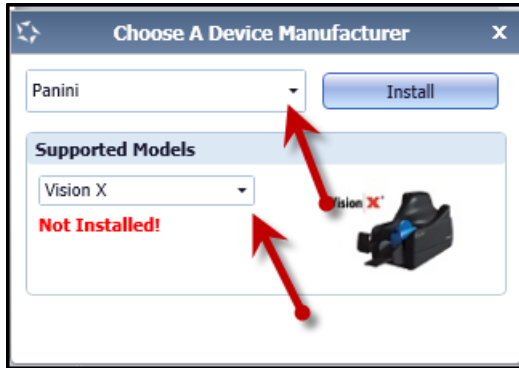 Choose A Device Manufacturer X
Panini
Install
Supported Models
Vision X
Not Installed!
Vision X